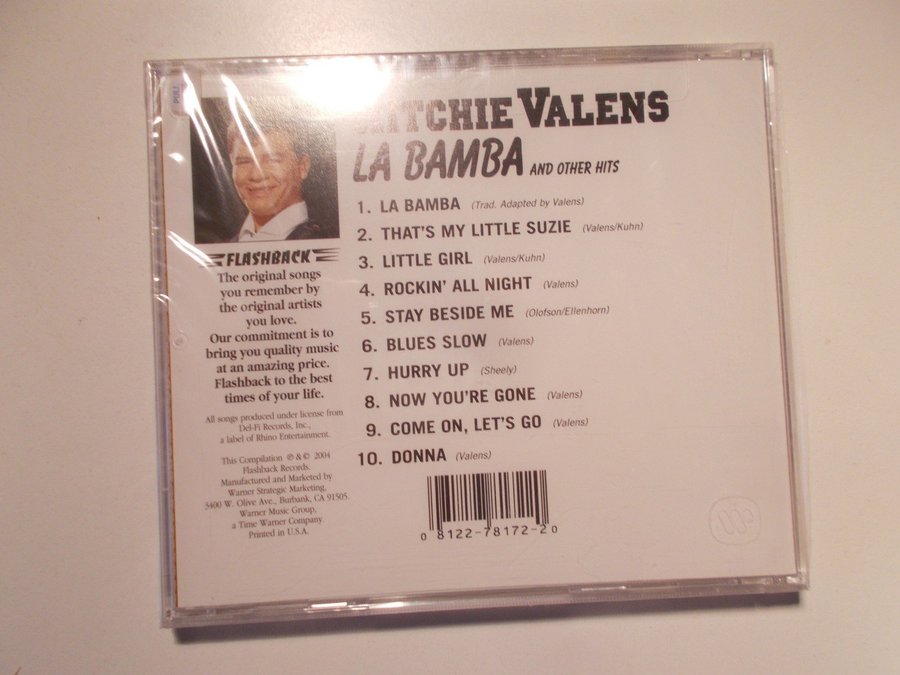 PULL
RITCHIE VALENS
LA BAMBA AND OTHER HITS
1. LA BAMBA (Trad. Adapted by Valens)
2. THAT'S MY LITTLE SUZIE (Valens/Kuhn)
3. LITTLE GIRL (Valens/Kuhn)
4. ROCKIN' ALL NIGHT (Valens)
5. STAY BESIDE ME (Olofson/Ellenhorn)
6. BLUES SLOW (Valens)
7. HURRY UP (Sheely)
8. NOW YOU'RE GONE (Valens)
9. COME ON, LET'S GO (Valens)
10. DONNA (Valens)
FLASHBACK
The original songs
you remember by
the original artists
you love.
Our commitment is to
bring you quality music
at an amazing price.
Flashback to the best
times of your life.
All songs produced under license from
Del-Fi Records, Inc.,
a label of Rhino Entertainment.
This Compilation ℗ & © 2004
Flashback Records.
Manufactured and Marketed by
Warner Strategic Marketing,
3400 W. Olive Ave., Burbank, CA 91505.
Warner Music Group,
a Time Warner Company.
Printed in U.S.A.
0 8122-78172-2 0